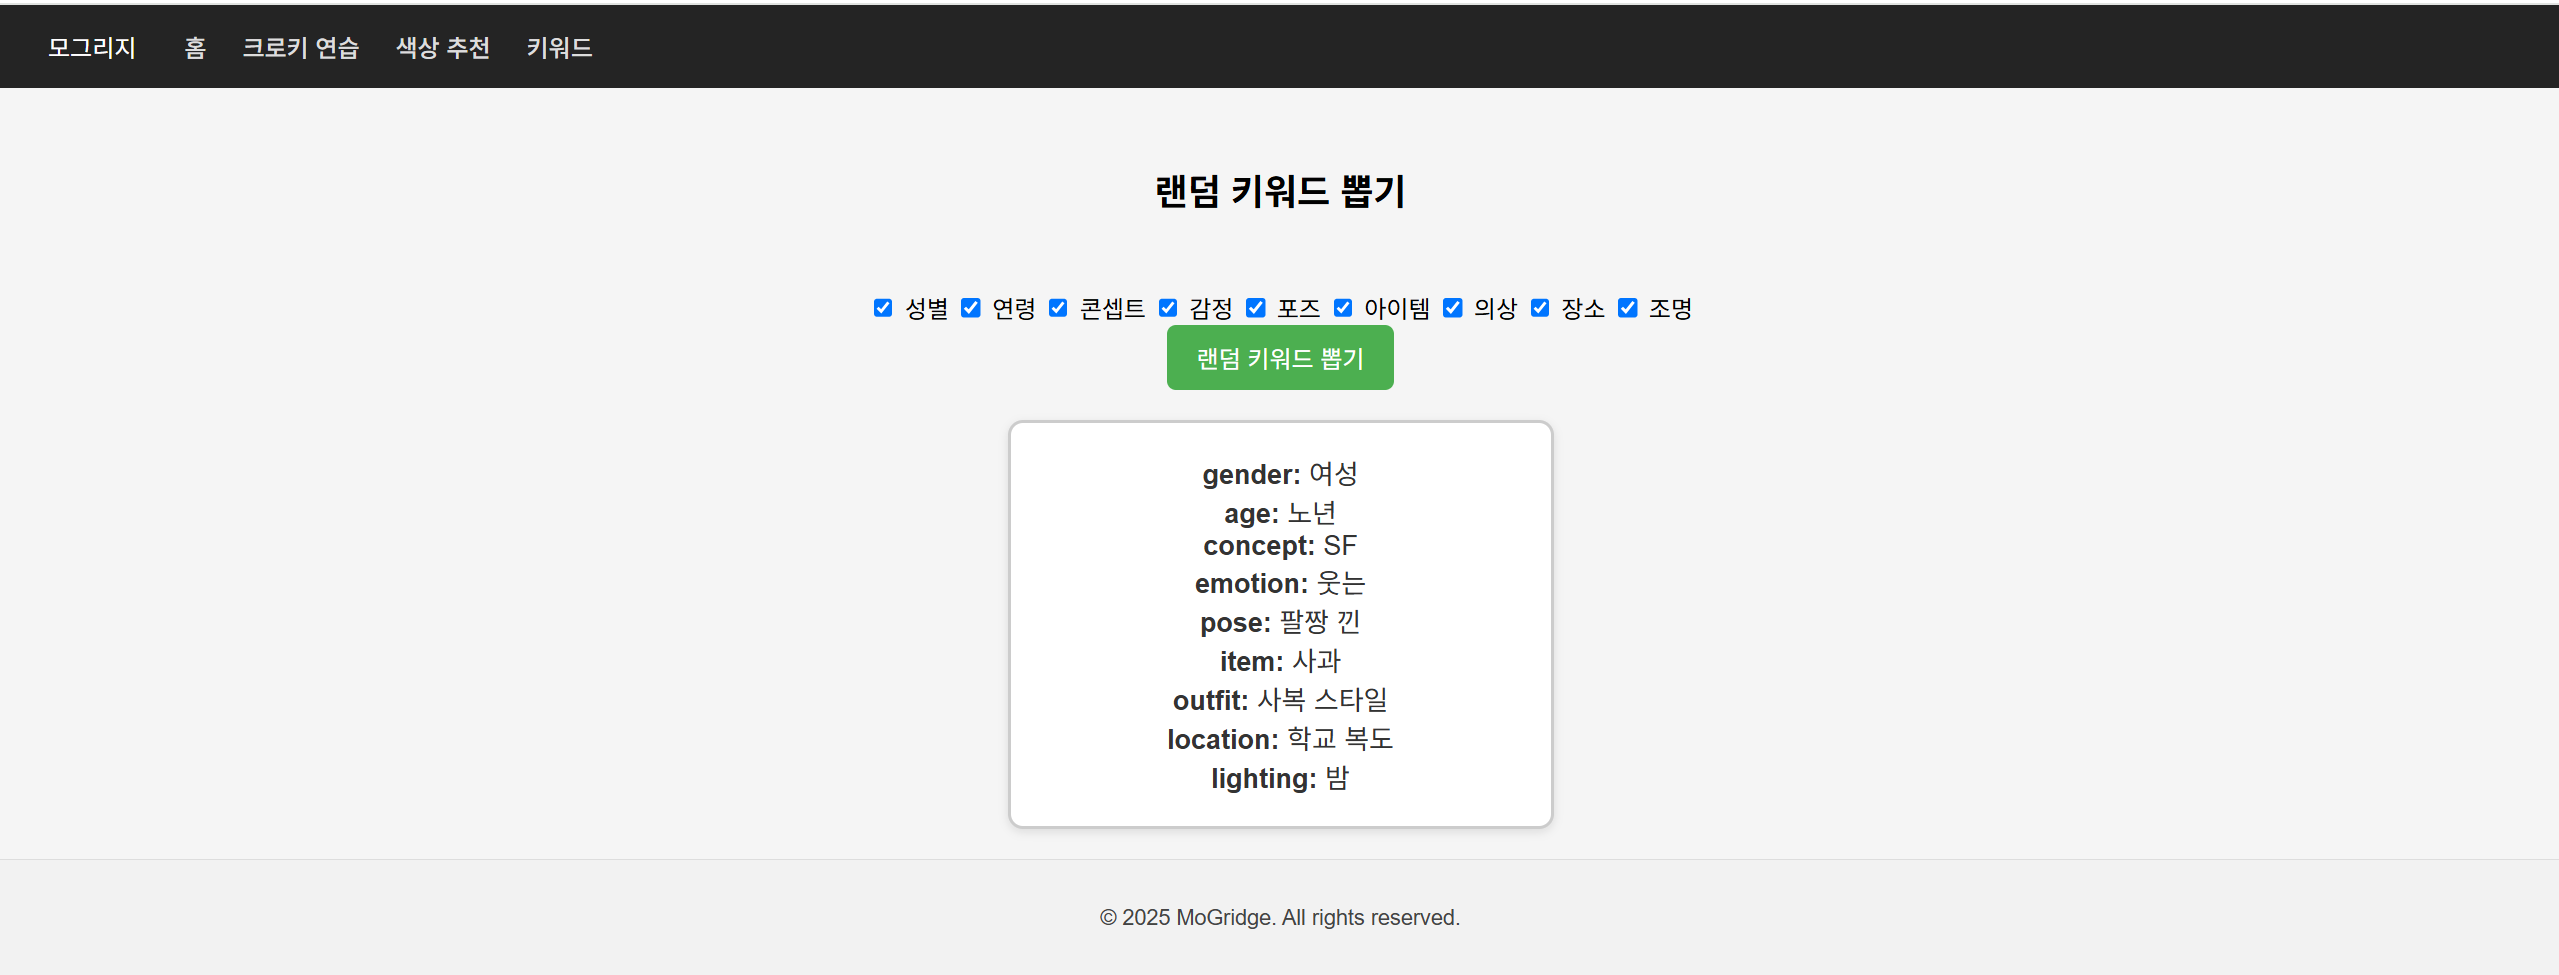 모그리지 홈 크로키 연습 색상 추천 키워드
랜덤 키워드 뽑기
성별 연령 콘셉트 감정 포즈 아이템 의상 장소 조명
랜덤 키워드 뽑기
gender: 여성
age: 노년
concept: SF
emotion: 웃는
pose: 팔짱 낀
item: 사과
outfit: 사복 스타일
location: 학교 복도
lighting: 밤
© 2025 MoGridge. All rights reserved.